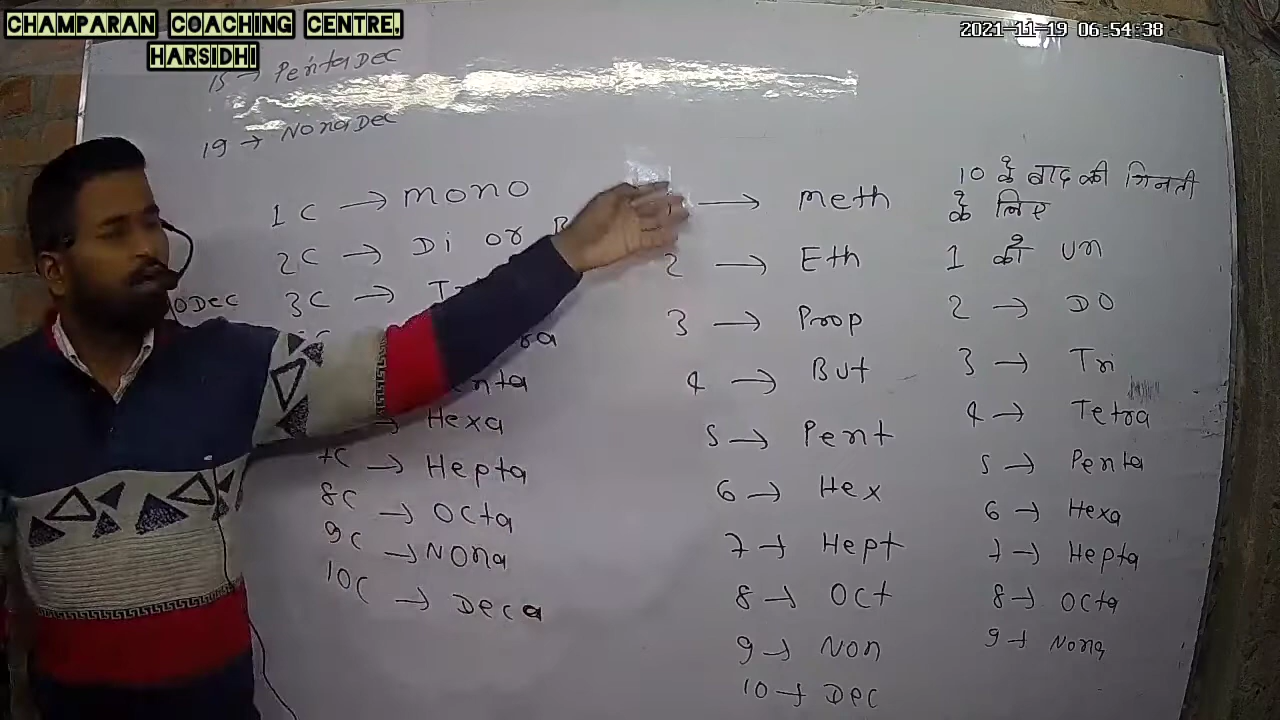 CHAMPARAN COACHING CENTRE,
HARSIDHI
2021-11-19 06:54:38
15 → PentaDec
19 → NonaDec
Dec
1C → mono
2C → Di or
3C →
Hexa
→ Hepta
8C → Octa
9C → Nona
10C → Deca
→ meth
2 → Eth
3 → Prop
4 → But
5 → Pent
6 → Hex
7 → Hept
8 → Oct
9 → Non
10 → Dec
10 के बाद की गिनती
के लिए
1 को un
2 → DO
3 → Tri
4 → Tetra
5 → Penta
6 → Hexa
7 → Hepta
8 → Octa
9 → Nona